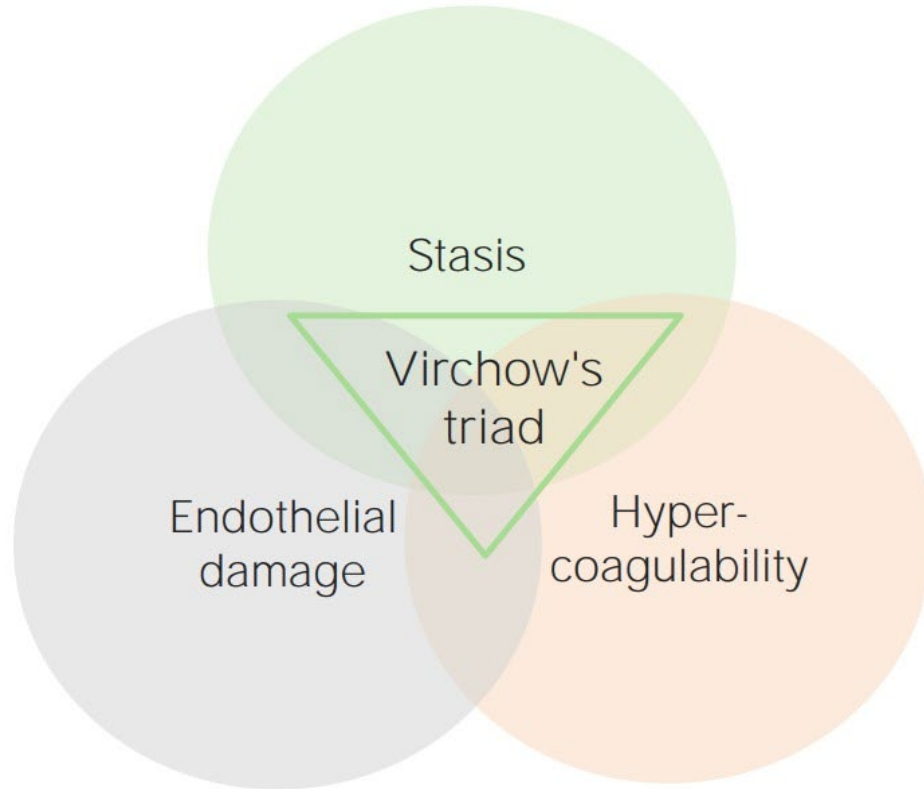 Stasis
Virchow's
triad
Endothelial
damage
Hyper-
coagulability